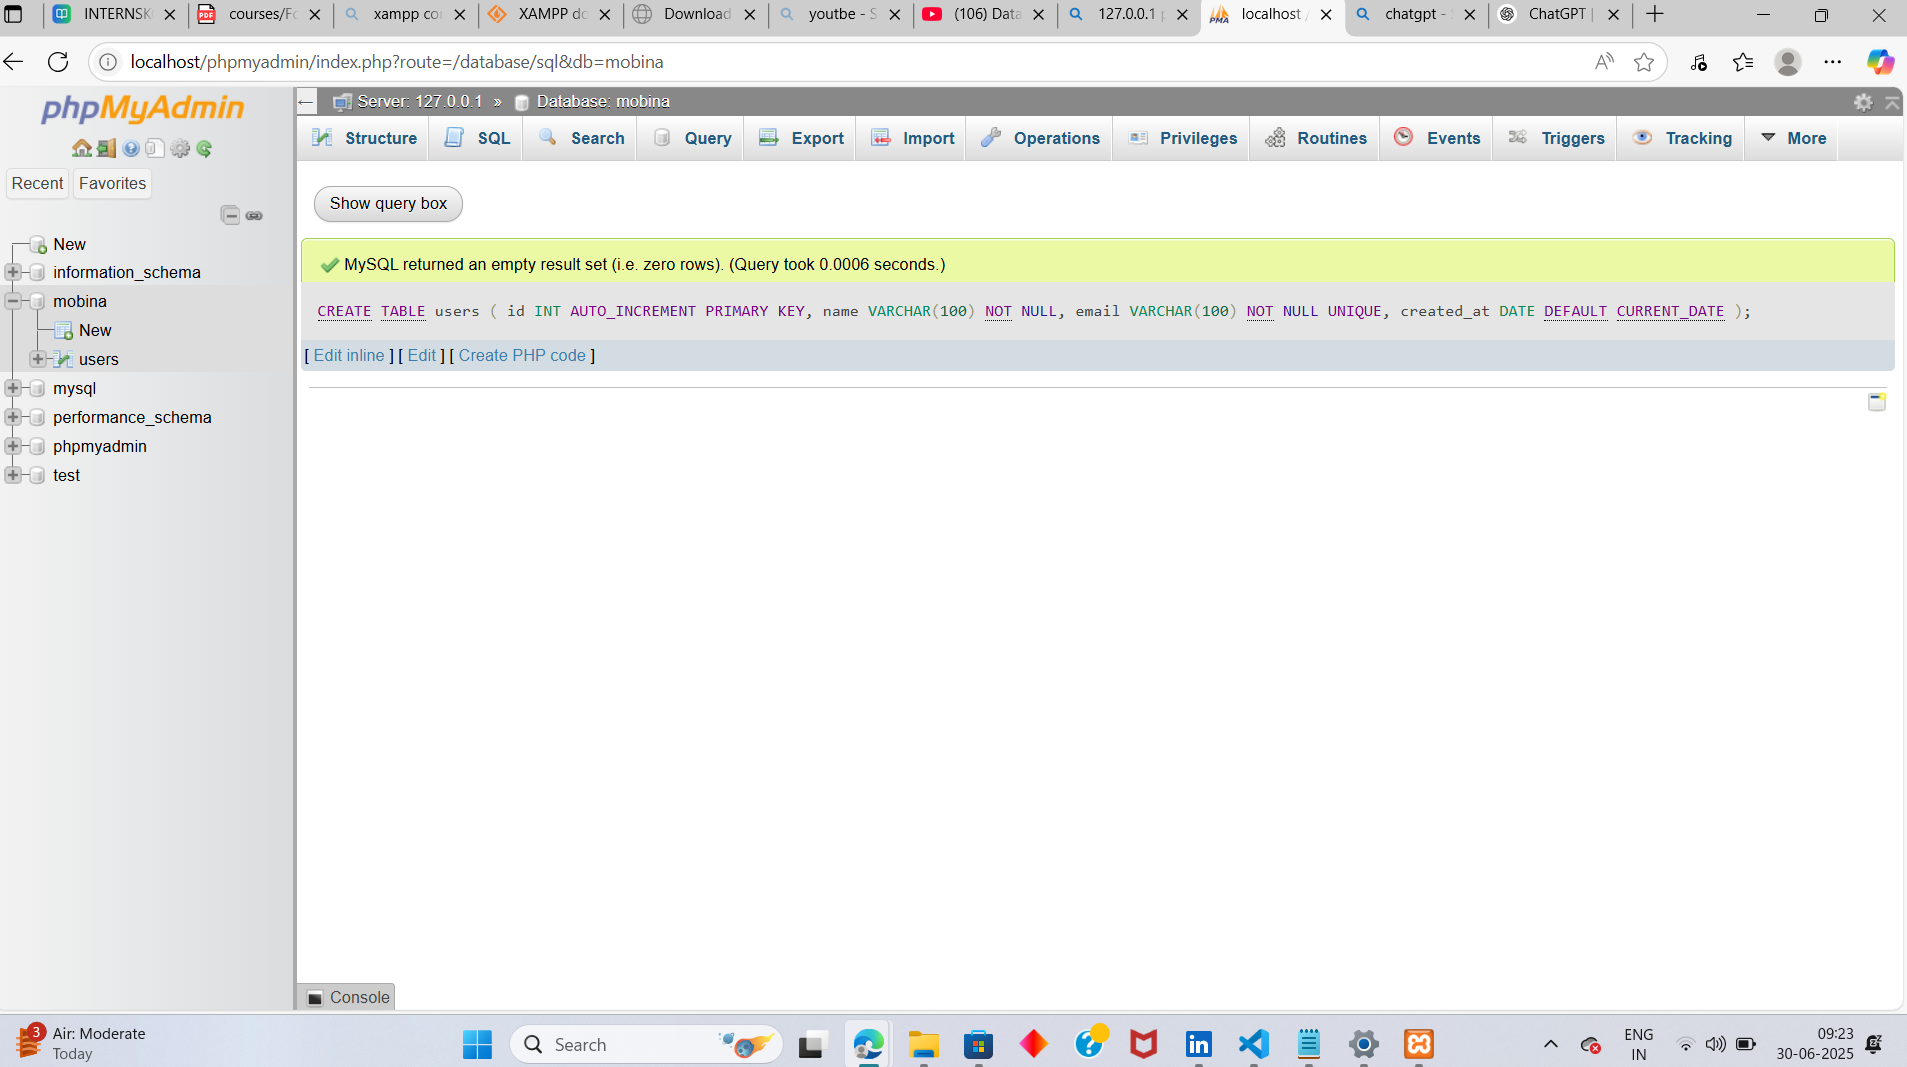 INTERNSK
courses/Fc
xampp cor
XAMPP do
Download
youtbe - S
(106) Data
127.0.0.1 p
localhost /
chatgpt -
ChatGPT |
localhost/phpmyadmin/index.php?route=/database/sql&db=mobina
phpMyAdmin
Recent Favorites
New
information_schema
mobina
New
users
mysql
performance_schema
phpmyadmin
test
Server: 127.0.0.1 » Database: mobina
Structure SQL Search Query Export Import Operations Privileges Routines Events Triggers Tracking More
Show query box
MySQL returned an empty result set (i.e. zero rows). (Query took 0.0006 seconds.)
CREATE TABLE users ( id INT AUTO_INCREMENT PRIMARY KEY, name VARCHAR(100) NOT NULL, email VARCHAR(100) NOT NULL UNIQUE, created_at DATE DEFAULT CURRENT_DATE );
[ Edit inline ] [ Edit ] [ Create PHP code ]
Console
3
Air: Moderate
Today
Search
ENG
IN
09:23
30-06-2025